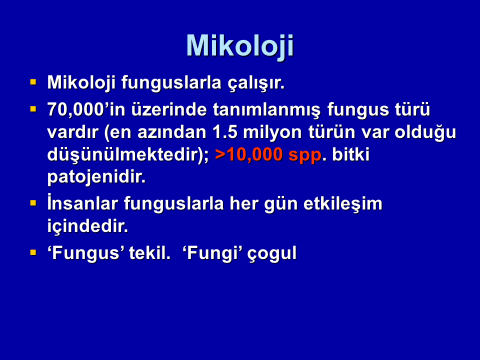 Mikoloji
Mikoloji funguslarla çalışır.
70,000’in üzerinde tanımlanmış fungus türü
vardır (en azından 1.5 milyon türün var olduğu
düşünülmektedir); >10,000 spp. bitki
patojenidir.
İnsanlar funguslarla her gün etkileşim
içindedir.
‘Fungus’ tekil.  ‘Fungi’ çogul